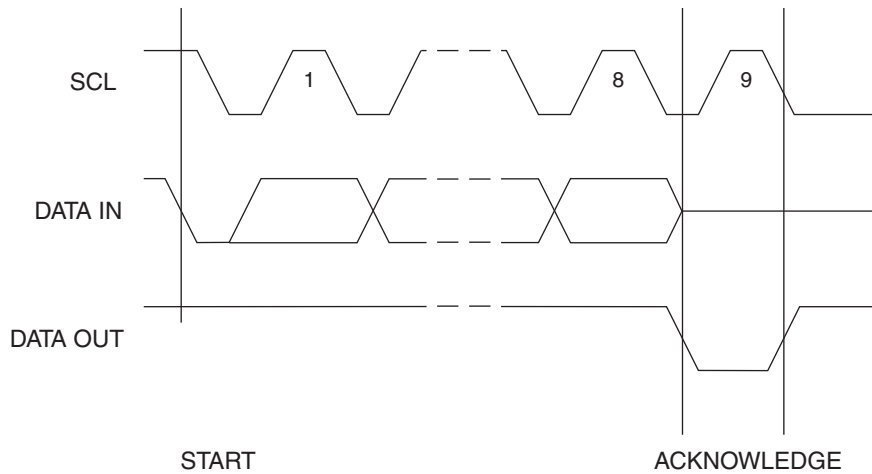 SCL
1
8
9
DATA IN
DATA OUT
START
ACKNOWLEDGE